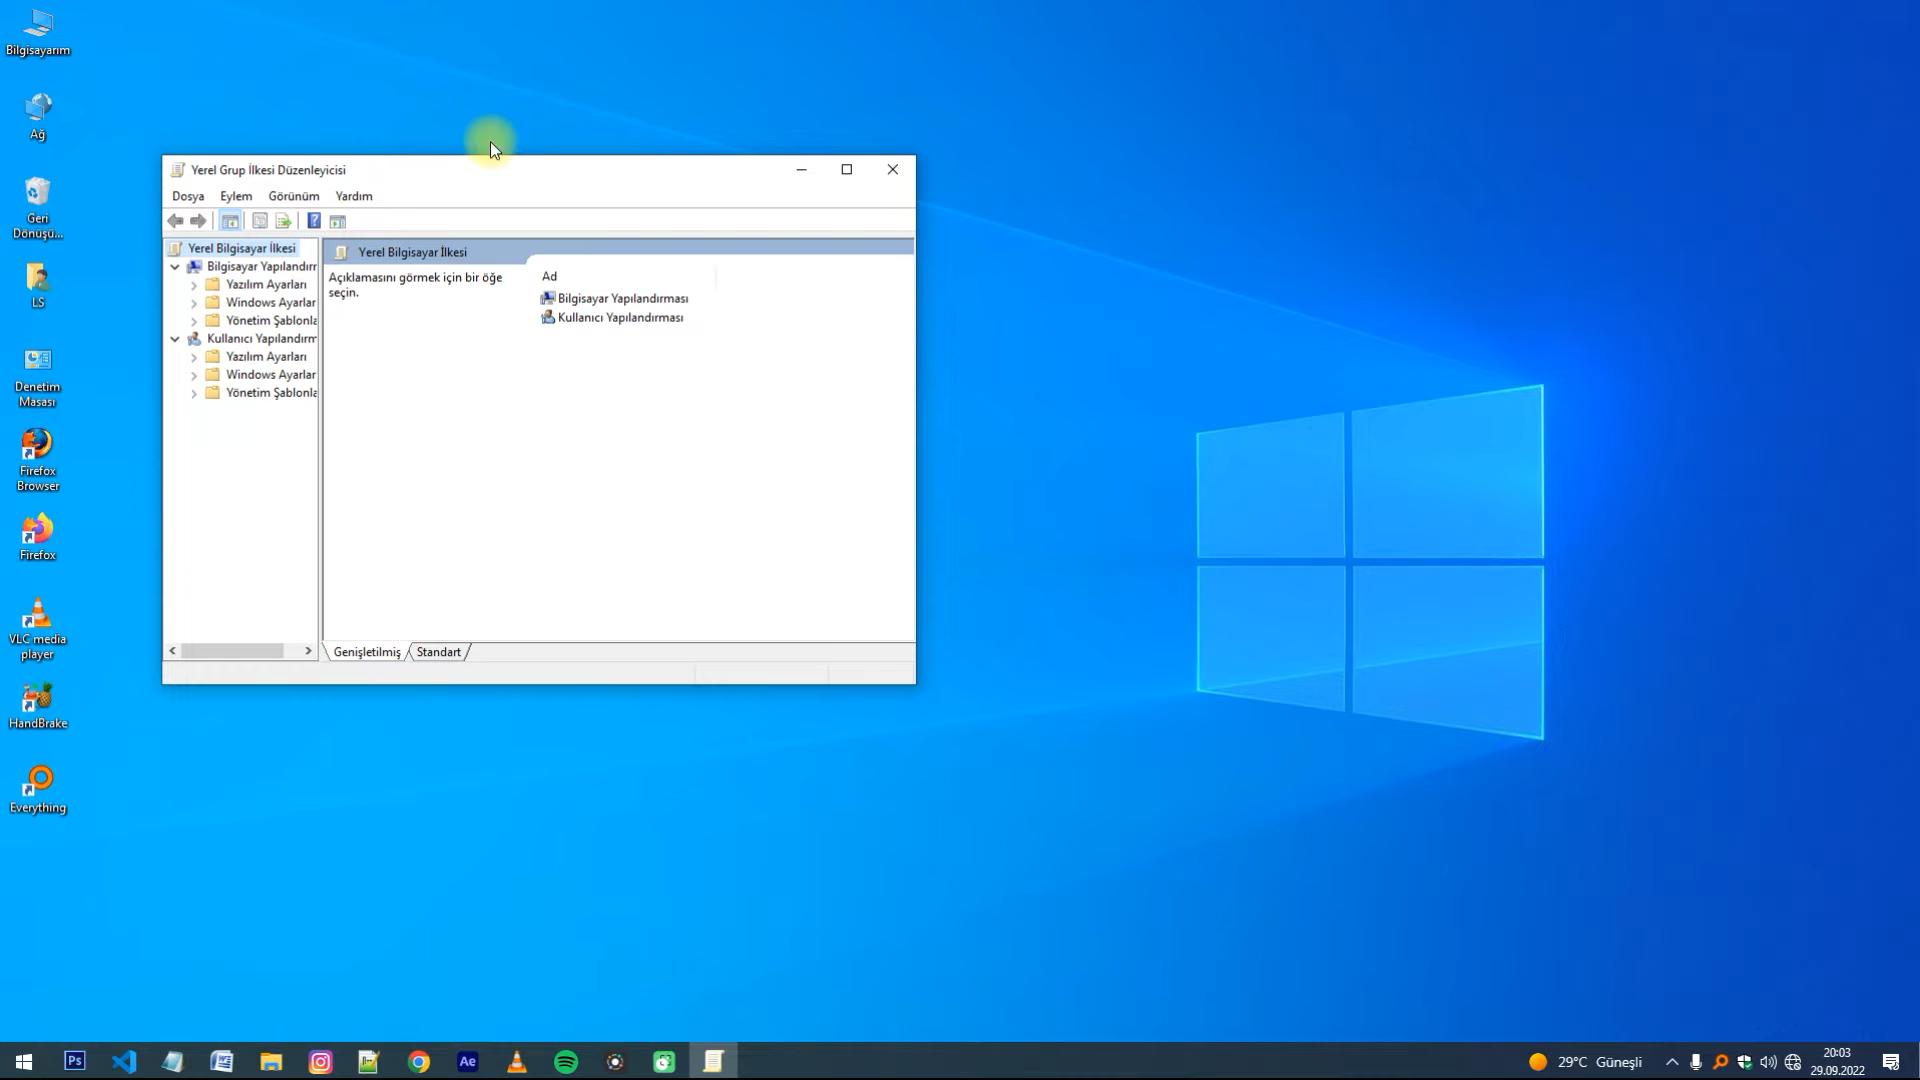 Bilgisayarım
Ağ
Geri
Dönüşü...
LS
Denetim
Masası
Firefox
Browser
Firefox
VLC media
player
HandBrake
Everything
Yerel Grup İlkesi Düzenleyicisi
Dosya Eylem Görünüm Yardım
Yerel Bilgisayar İlkesi
Bilgisayar Yapılandırr
Yazılım Ayarları
Windows Ayarlar
Yönetim Şablonla
Kullanıcı Yapılandırm
Yazılım Ayarları
Windows Ayarlar
Yönetim Şablonla
Yerel Bilgisayar İlkesi
Açıklamasını görmek için bir öğe
seçin.
Ad
Bilgisayar Yapılandırması
Kullanıcı Yapılandırması
Genişletilmiş Standart
Ps
Ae
29°C Güneşli
20:03
29.09.2022